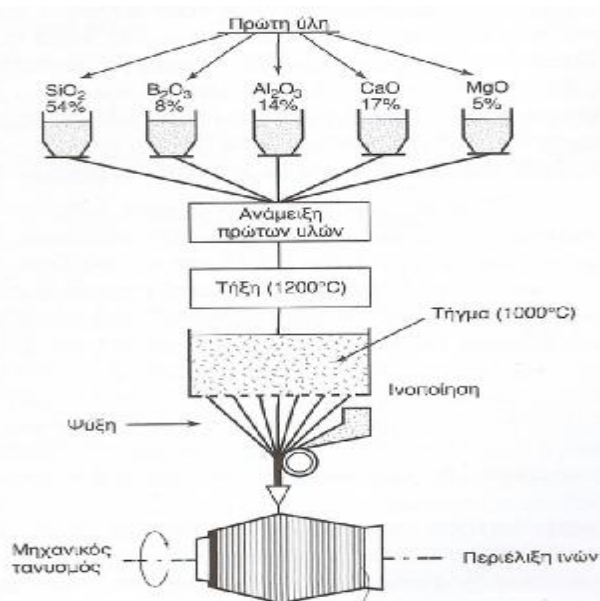 Πρώτη ύλη
SiO₂ B₂O₃ Al₂O₃ CaO MgO
54% 8% 14% 17% 5%
Ανάμειξη
πρώτων υλών
Τήξη (1200°C)
Τήγμα (1000°C)
Ινοποίηση
Ψύξη
Μηχανικός
τανυσμός
Περιέλιξη ινών